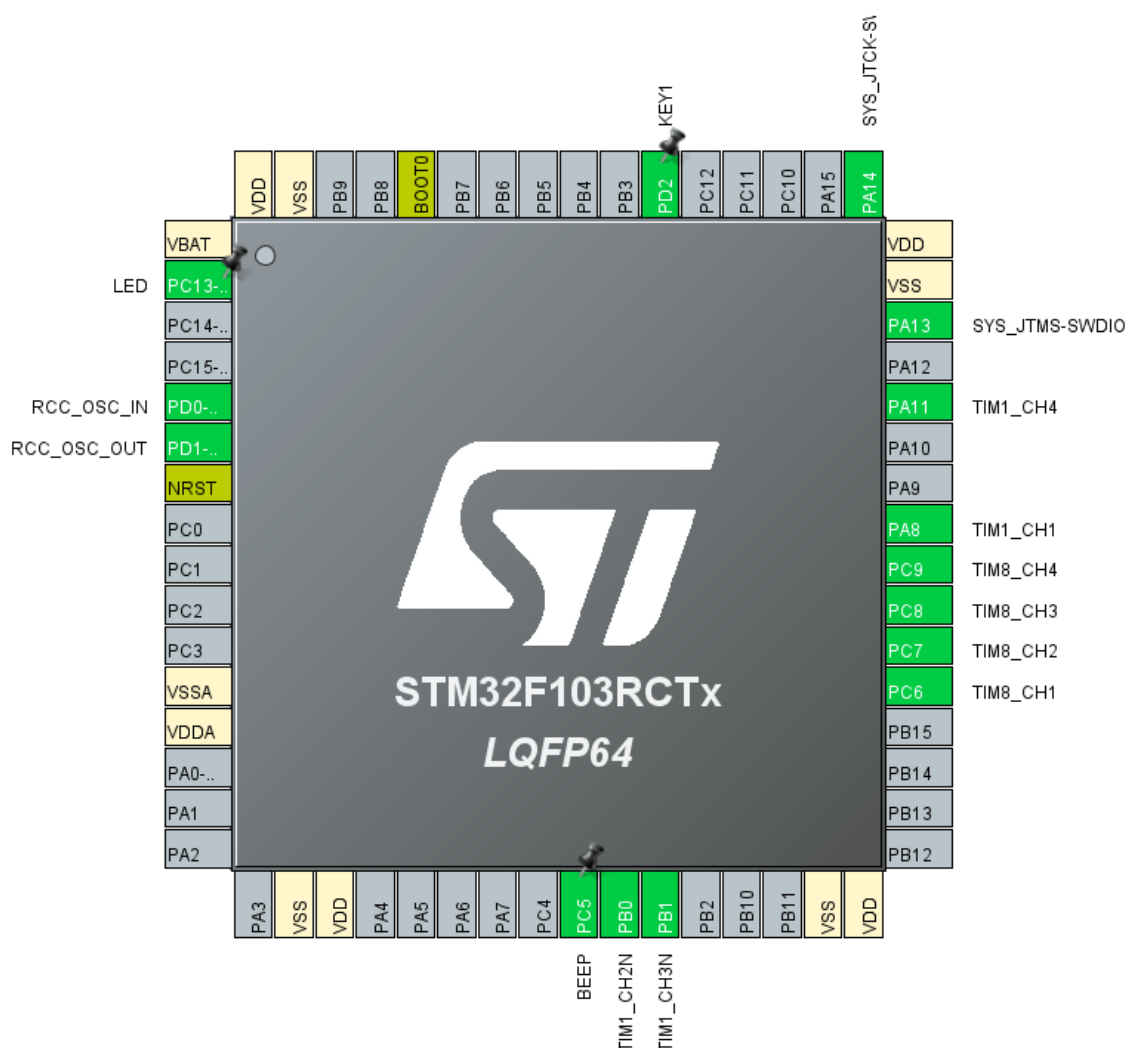 SYS_JTCK-S
KEY1
VDD
VSS
PB9
PB8
BOOT0
PB7
PB6
PB5
PB4
PB3
PD2
PC12
PC11
PC10
PA15
PA14
VBAT
LED PC13-..
PC14-..
PC15-..
RCC_OSC_IN PD0-..
RCC_OSC_OUT PD1-..
NRST
PC0
PC1
PC2
PC3
VSSA
VDDA
PA0-..
PA1
PA2
VDD
VSS
PA13 SYS_JTMS-SWDIO
PA12
PA11 TIM1_CH4
PA10
PA9
PA8 TIM1_CH1
PC9 TIM8_CH4
PC8 TIM8_CH3
PC7 TIM8_CH2
PC6 TIM8_CH1
PB15
PB14
PB13
PB12
ST
STM32F103RCTx
LQFP64
PA3
VSS
VDD
PA4
PA5
PA6
PA7
PC4
PC5
PB0
PB1
PB2
PB10
PB11
VSS
VDD
BEEP
TIM1_CH2N
TIM1_CH3N